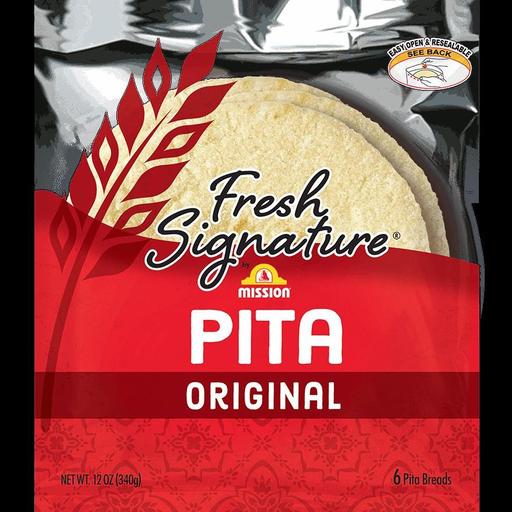 EASY OPEN & RESEALABLE
SEE BACK
Fresh
Signature®
by
MISSION®
PITA
ORIGINAL
NET WT. 12 OZ (340g)
6 Pita Breads